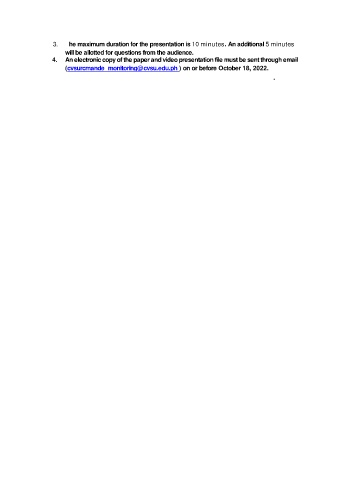 3. he maximum duration for the presentation is 10 minutes. An additional 5 minutes
will be allotted for questions from the audience.
4. An electronic copy of the paper and video presentation file must be sent through email
(cvsurcmande_monitoring@cvsu.edu.ph ) on or before October 18, 2022.
.